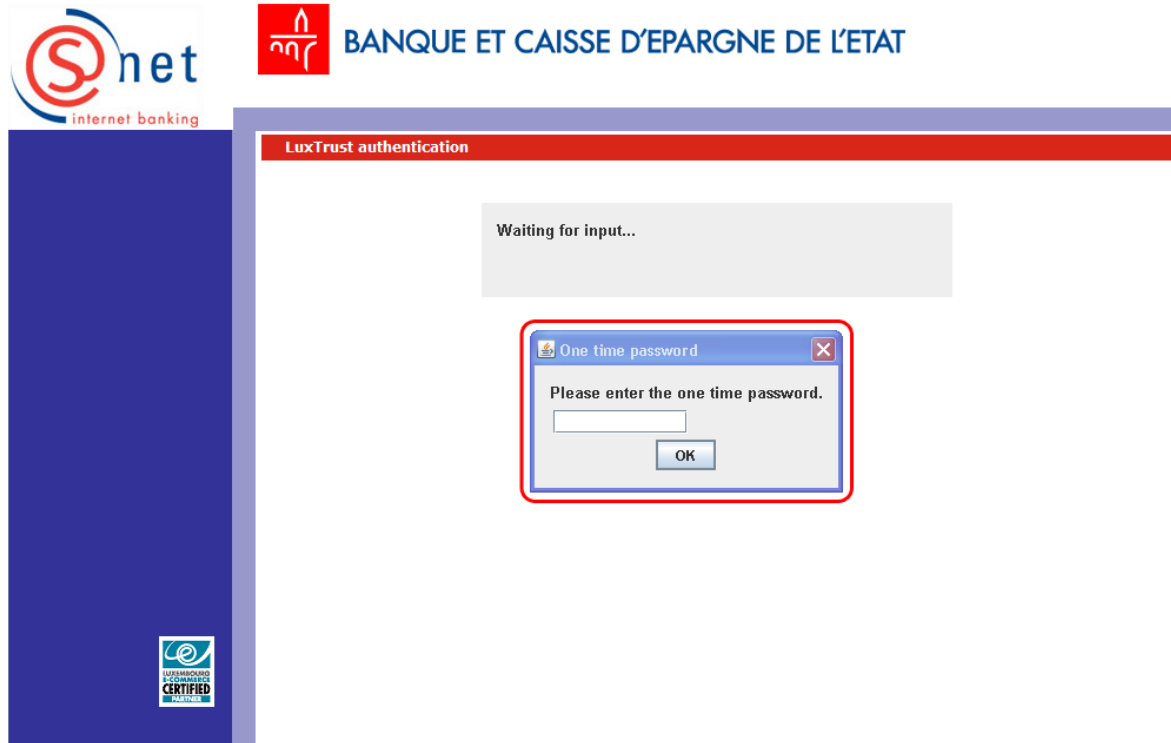 S net
internet banking
BANQUE ET CAISSE D'EPARGNE DE L'ETAT
LuxTrust authentication
Waiting for input...
One time password
Please enter the one time password.
OK
LUXEMBOURG
E-COMMERCE
CERTIFIED
PARTNER